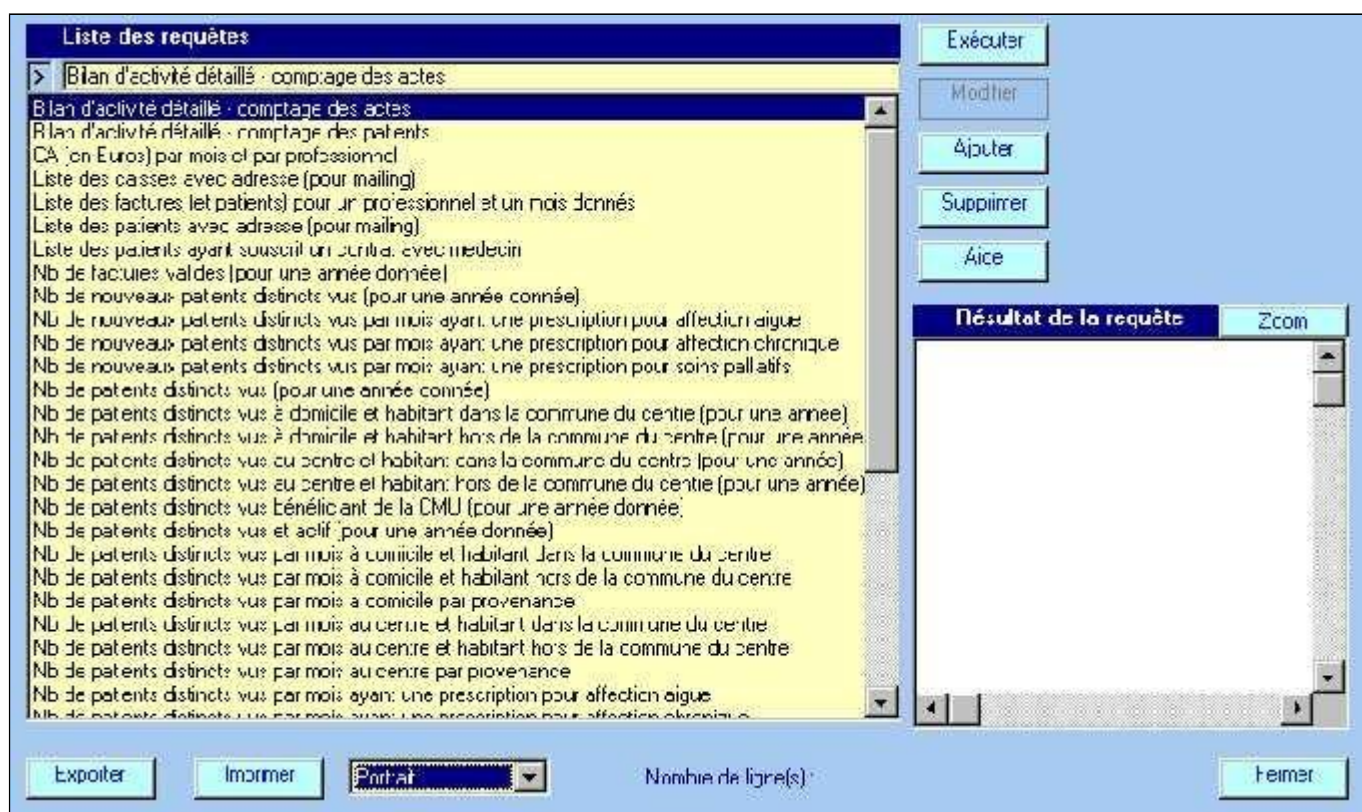 Liste des requêtes
> Bilan d'activité détaillé - comptage des actes
Bilan d'activité détaillé - comptage des actes
Bilan d'activité détaillé - comptage des patients
CA (en Euros) par mois et par professionnel
Liste des caisses avec adresse (pour mailing)
Liste des factures (et patients) pour un professionnel et un mois donnés
Liste des patients avec adresse (pour mailing)
Liste des patients ayant souscrit un contrat avec medecin
Nb de factures valides (pour une année donnée)
Nb de nouveaux patients distincts vus (pour une année donnée)
Nb de nouveaux patients distincts vus par mois ayant une prescription pour affection aigue
Nb de nouveaux patients distincts vus par mois ayant une prescription pour affection chronique
Nb de nouveaux patients distincts vus par mois ayant une prescription pour soins palliatifs
Nb de patients distincts vus (pour une année donnée)
Nb de patients distincts vus à domicile et habitant dans la commune du centre (pour une année)
Nb de patients distincts vus à domicile et habitant hors de la commune du centre (pour une année
Nb de patients distincts vus au centre et habitant dans la commune du centre (pour une année)
Nb de patients distincts vus au centre et habitant hors de la commune du centre (pour une année)
Nb de patients distincts vus bénéficiant de la CMU (pour une année donnée)
Nb de patients distincts vus et actif (pour une année donnée)
Nb de patients distincts vus par mois à domicile et habitant dans la commune du centre
Nb de patients distincts vus par mois à domicile et habitant hors de la commune du centre
Nb de patients distincts vus par mois a domicile par provenance
Nb de patients distincts vus par mois au centre et habitant dans la commune du centre
Nb de patients distincts vus par mois au centre et habitant hors de la commune du centre
Nb de patients distincts vus par mois au centre par provenance
Nb de patients distincts vus par mois ayant une prescription pour affection aigue
Nb de patients distincts vus par mois ayant une prescription pour affection chronique
Exécuter
Modifier
Ajouter
Supprimer
Aide
Résultat de la requête
Zoom
Exporter
Imprimer
Portrait
Nombre de ligne(s) :
Fermer